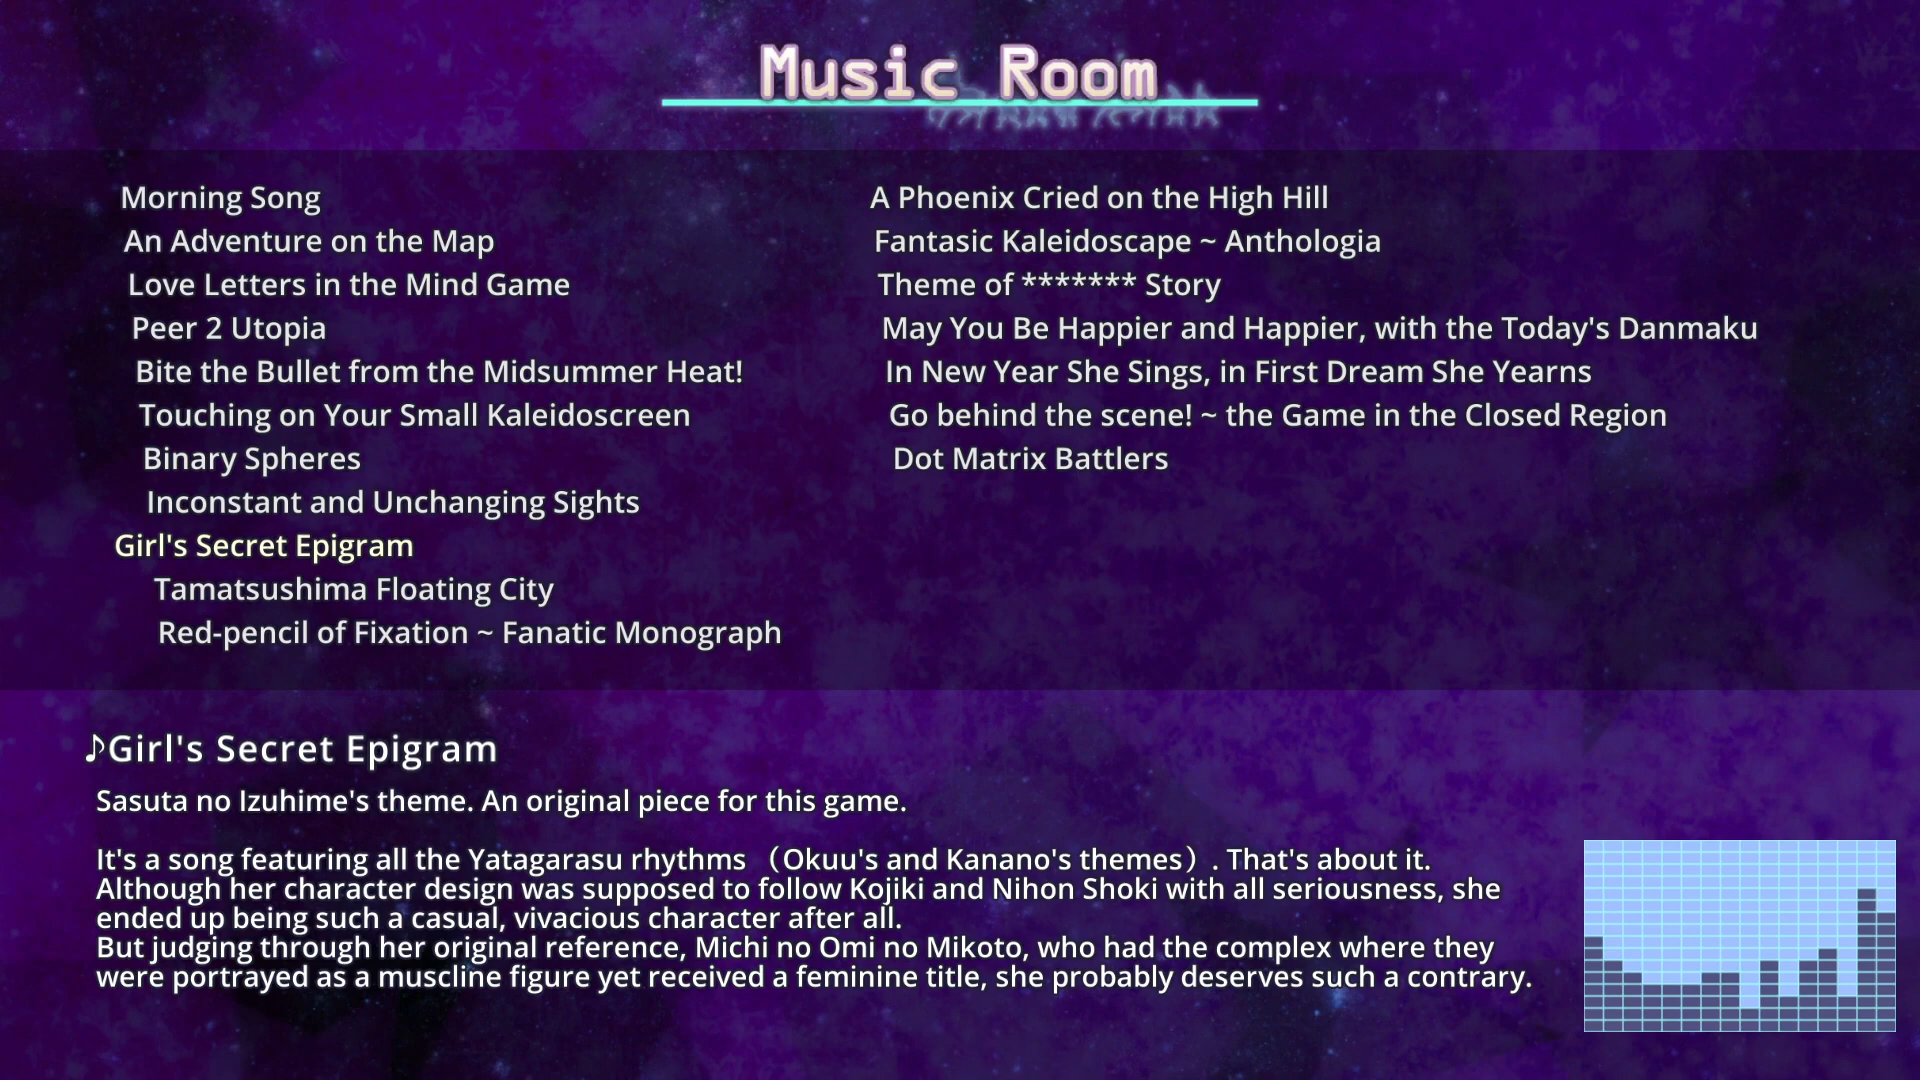 Music Room
Morning Song
An Adventure on the Map
Love Letters in the Mind Game
Peer 2 Utopia
Bite the Bullet from the Midsummer Heat!
Touching on Your Small Kaleidoscreen
Binary Spheres
Inconstant and Unchanging Sights
Girl's Secret Epigram
Tamatsushima Floating City
Red-pencil of Fixation ~ Fanatic Monograph
A Phoenix Cried on the High Hill
Fantasic Kaleidoscape ~ Anthologia
Theme of ******* Story
May You Be Happier and Happier, with the Today's Danmaku
In New Year She Sings, in First Dream She Yearns
Go behind the scene! ~ the Game in the Closed Region
Dot Matrix Battlers
♪Girl's Secret Epigram
Sasuta no Izuhime's theme. An original piece for this game.
It's a song featuring all the Yatagarasu rhythms （Okuu's and Kanano's themes）. That's about it.
Although her character design was supposed to follow Kojiki and Nihon Shoki with all seriousness, she
ended up being such a casual, vivacious character after all.
But judging through her original reference, Michi no Omi no Mikoto, who had the complex where they
were portrayed as a muscline figure yet received a feminine title, she probably deserves such a contrary.